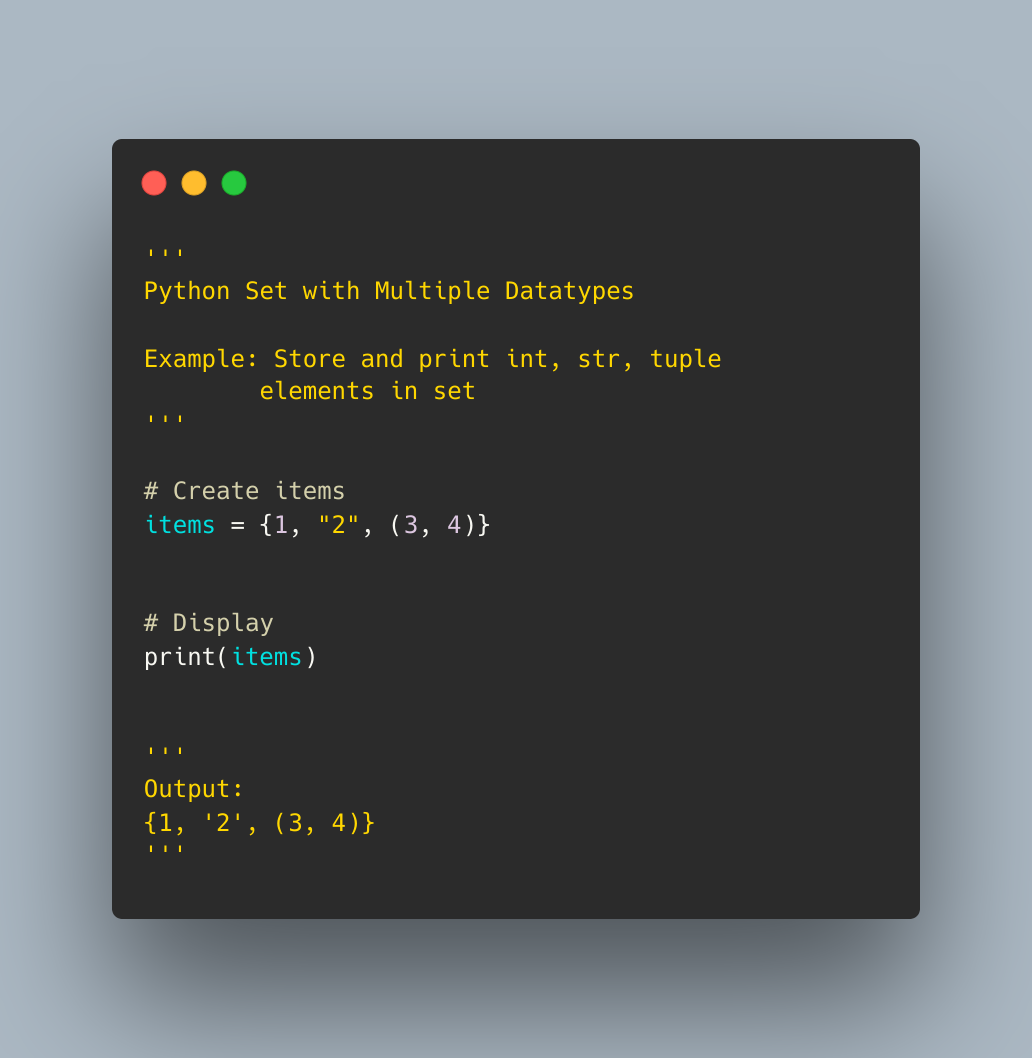 '''
Python Set with Multiple Datatypes
Example: Store and print int, str, tuple
elements in set
'''
# Create items
items = {1, "2", (3, 4)}
# Display
print(items)
'''
Output:
{1, '2', (3, 4)}
'''